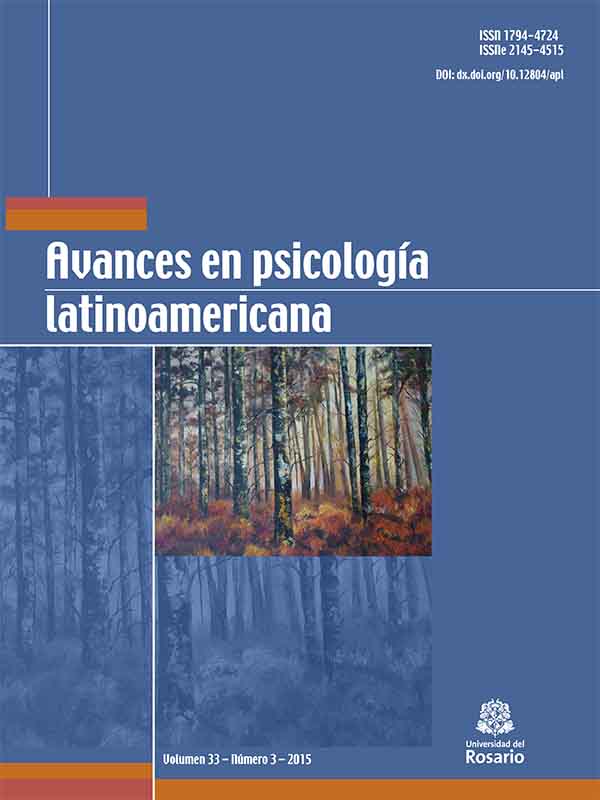 ISSN 1794-4724
ISSNe 2145-4515
DOI: dx.doi.org/10.12804/apl
Avances en psicología
latinoamericana
Volumen 33 – Número 3 – 2015
Universidad del
Rosario